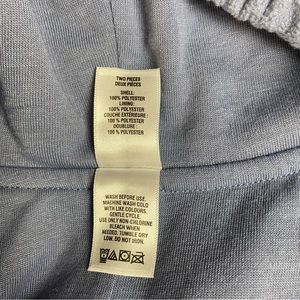 TWO PIECES
DEUX PIÈCES
SHELL:
100% POLYESTER
LINING:
100% POLYESTER
COUCHE EXTÉRIEURE :
100 % POLYESTER
DOUBLURE :
100 % POLYESTER
WASH BEFORE USE.
MACHINE WASH COLD
WITH LIKE COLOURS.
GENTLE CYCLE.
USE ONLY NON-CHLORINE
BLEACH WHEN
NEEDED. TUMBLE DRY
LOW. DO NOT IRON.